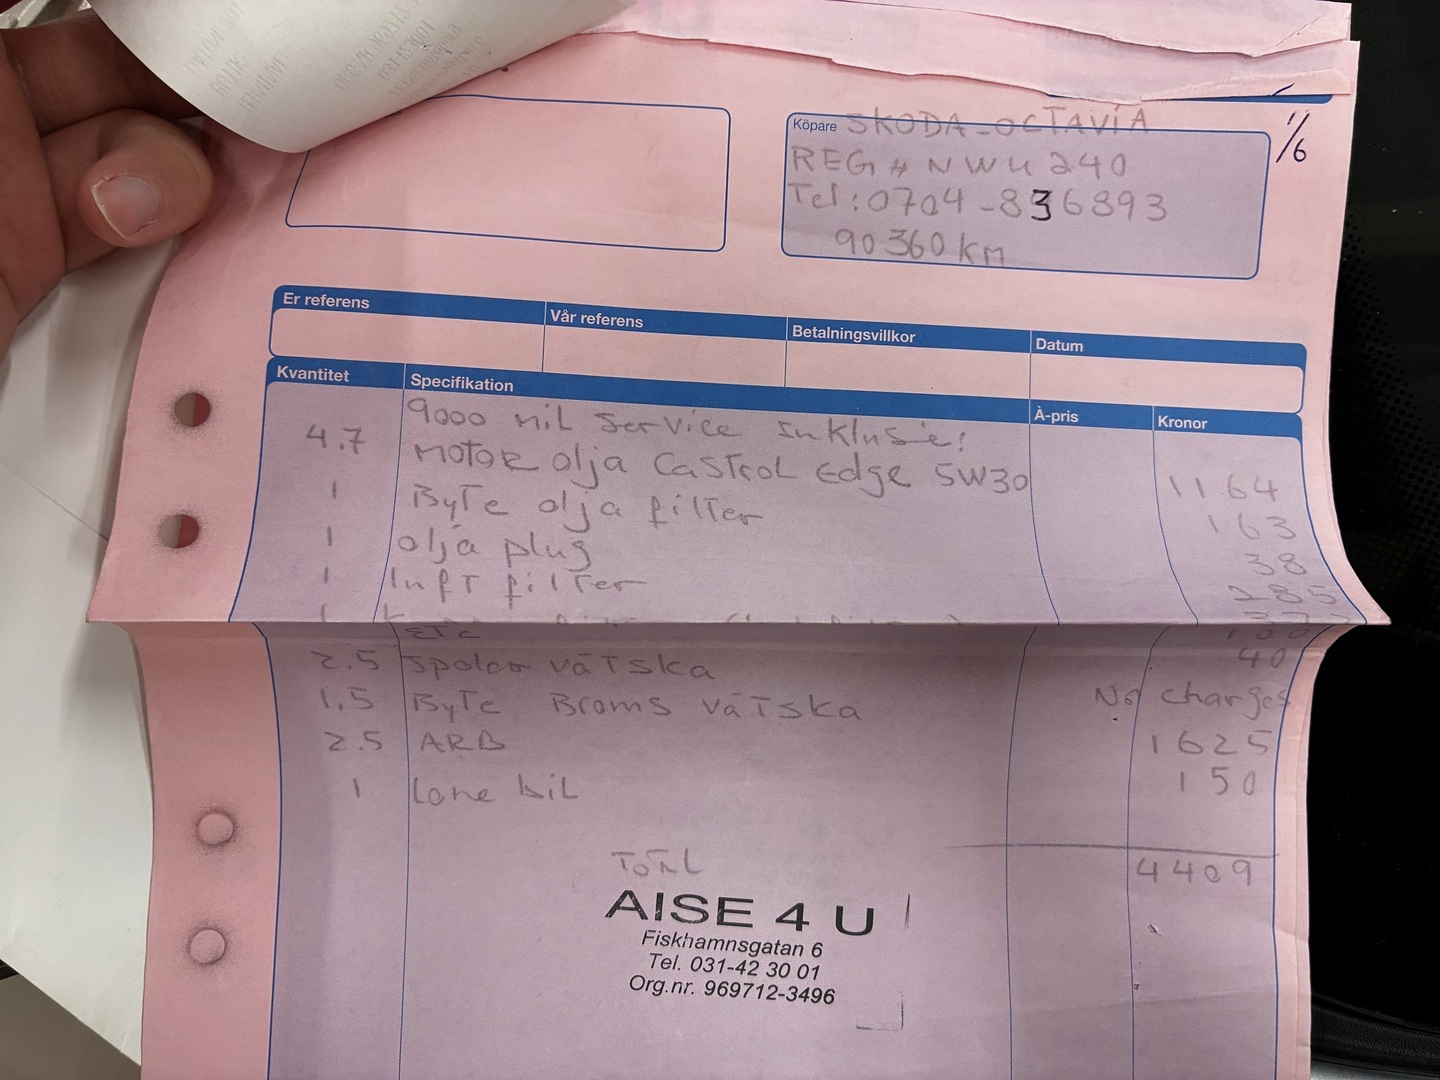 Köpare SKODA-OCTAVIA
1/6
REG # NWU 240
Tel: 0704-836893
90360 km
Er referens Vår referens Betalningsvillkor Datum
Kvantitet Specifikation À-pris Kronor
9000 mil Service
4.7 MOTOR olja CaSTROL Edge 5W30 1164
1 ByTe olja filter 163
1 olja plug 38
1 luft filter 285
ETC 100
2.5 Spolar väTska 40
1,5 ByTe Broms väTska No charges
2.5 ARB 1625
1 Lane bil 150
ToTAL 4409
AISE 4 U
Fiskhamnsgatan 6
Tel. 031-42 30 01
Org.nr. 969712-3496